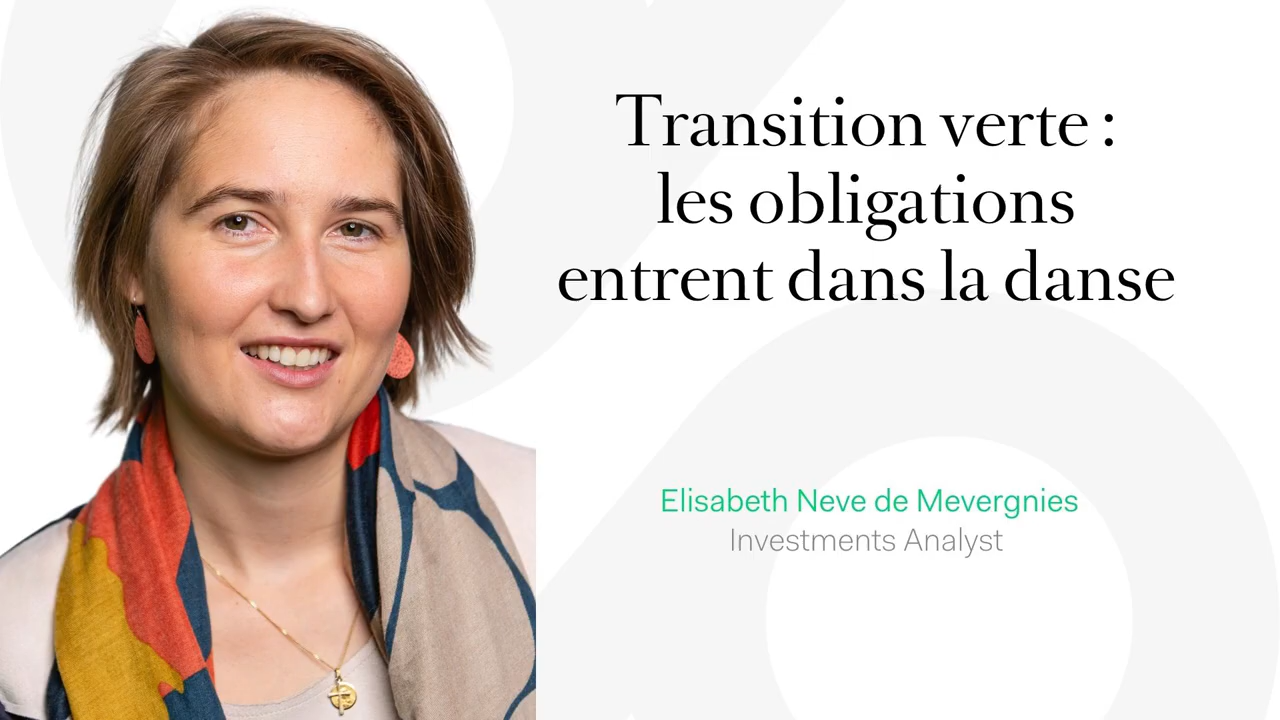 Transition verte :
les obligations
entrent dans la danse
Elisabeth Neve de Mevergnies
Investments Analyst